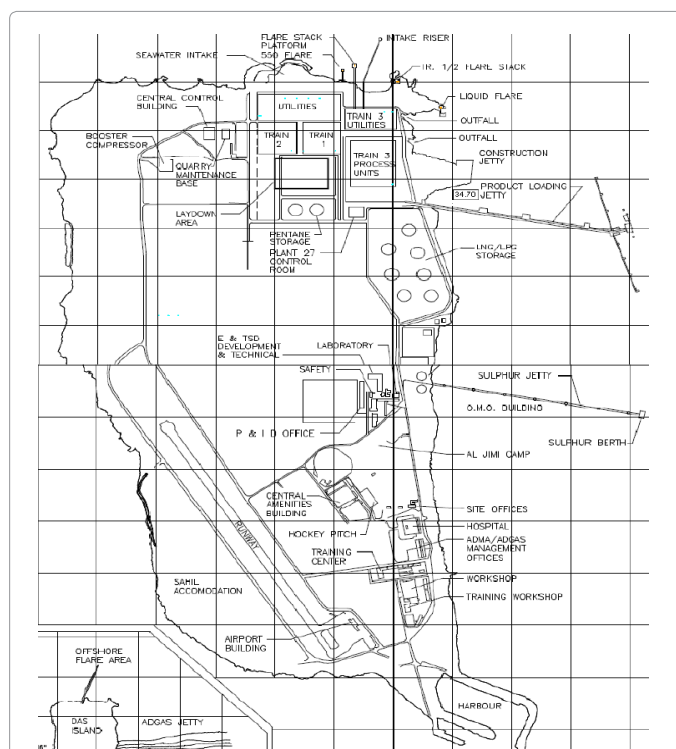 FLARE STACK
PLATFORM
550 FLARE
INTAKE RISER
SEAWATER INTAKE
TR. 1/2 FLARE STACK
CENTRAL CONTROL
BUILDING
UTILITIES
LIQUID FLARE
TRAIN 3
UTILITIES
OUTFALL
BOOSTER
COMPRESSOR
TRAIN
2
TRAIN
1
OUTFALL
TRAIN 3
PROCESS
UNITS
CONSTRUCTION
JETTY
QUARRY
MAINTENANCE
BASE
34.70
PRODUCT LOADING
JETTY
LAYDOWN
AREA
PENTANE
STORAGE
PLANT 27
CONTROL
ROOM
LNG/LPG
STORAGE
E & TSD
DEVELOPMENT
& TECHNICAL
LABORATORY
SAFETY
SULPHUR JETTY
O.M.O. BUILDING
P & I D OFFICE
SULPHUR BERTH
AL JIMI CAMP
CENTRAL
AMENITIES
BUILDING
SITE OFFICES
RUNWAY
HOCKEY PITCH
HOSPITAL
ADMA/ADGAS
MANAGEMENT
OFFICES
TRAINING
CENTER
SAHIL
ACCOMODATION
WORKSHOP
TRAINING WORKSHOP
AIRPORT
BUILDING
OFFSHORE
FLARE AREA
HARBOUR
DAS
ISLAND
ADGAS JETTY